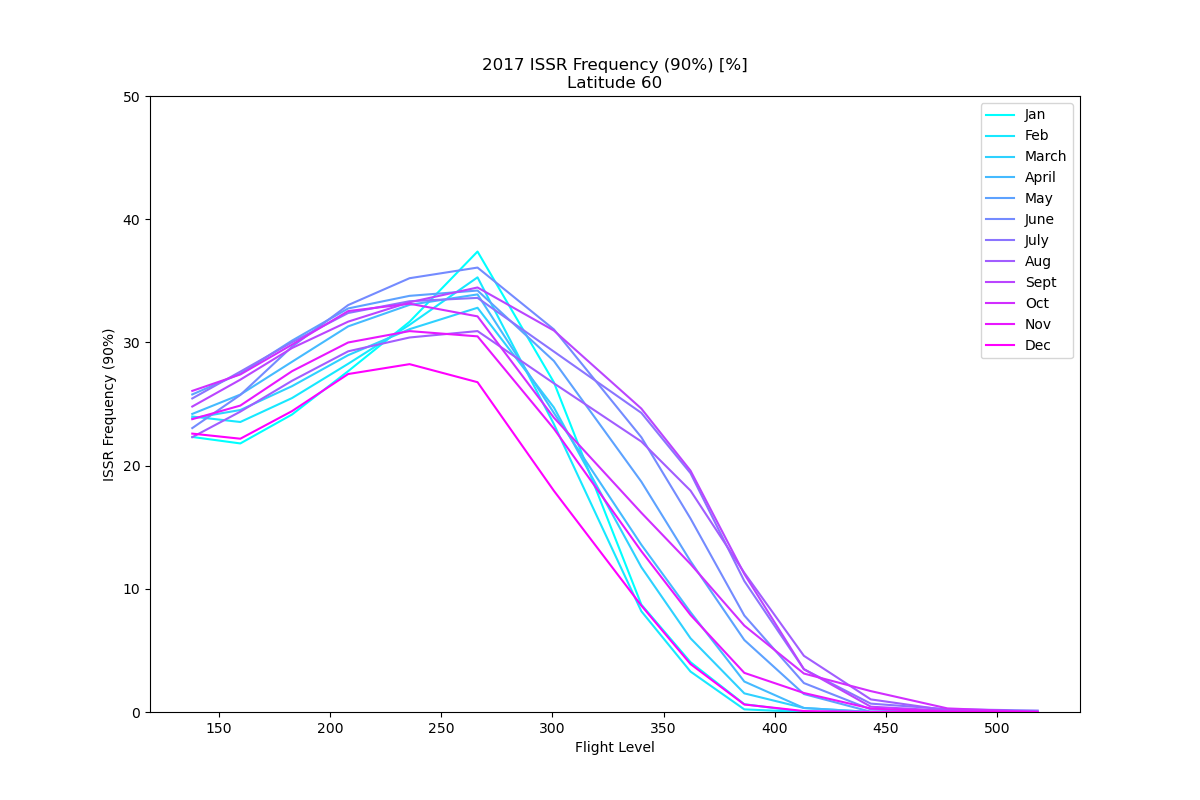 2017 ISSR Frequency (90%) [%]
Latitude 60
50
40
30
20
10
0
ISSR Frequency (90%)
150
200
250
300
350
400
450
500
Flight Level
Jan
Feb
March
April
May
June
July
Aug
Sept
Oct
Nov
Dec